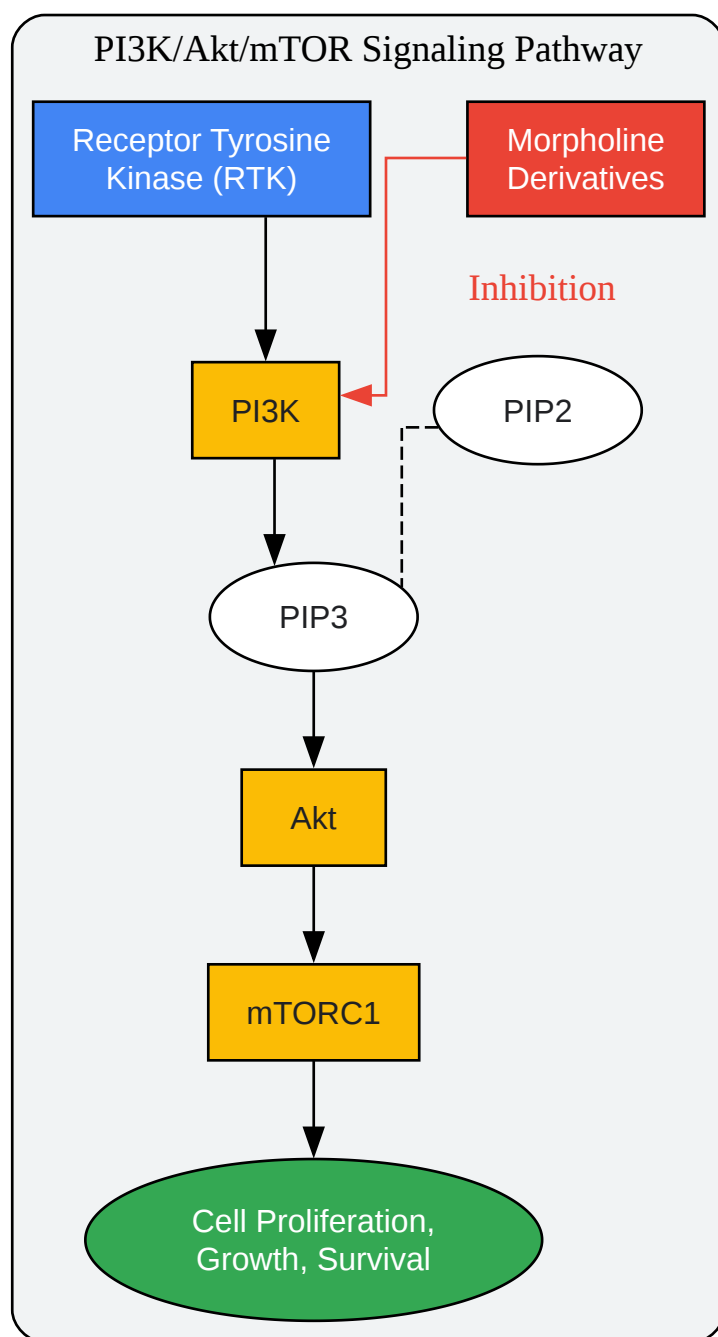 PI3K/Akt/mTOR Signaling Pathway
Receptor Tyrosine
Kinase (RTK)
Morpholine
Derivatives
Inhibition
PI3K
PIP2
PIP3
Akt
mTORC1
Cell Proliferation,
Growth, Survival